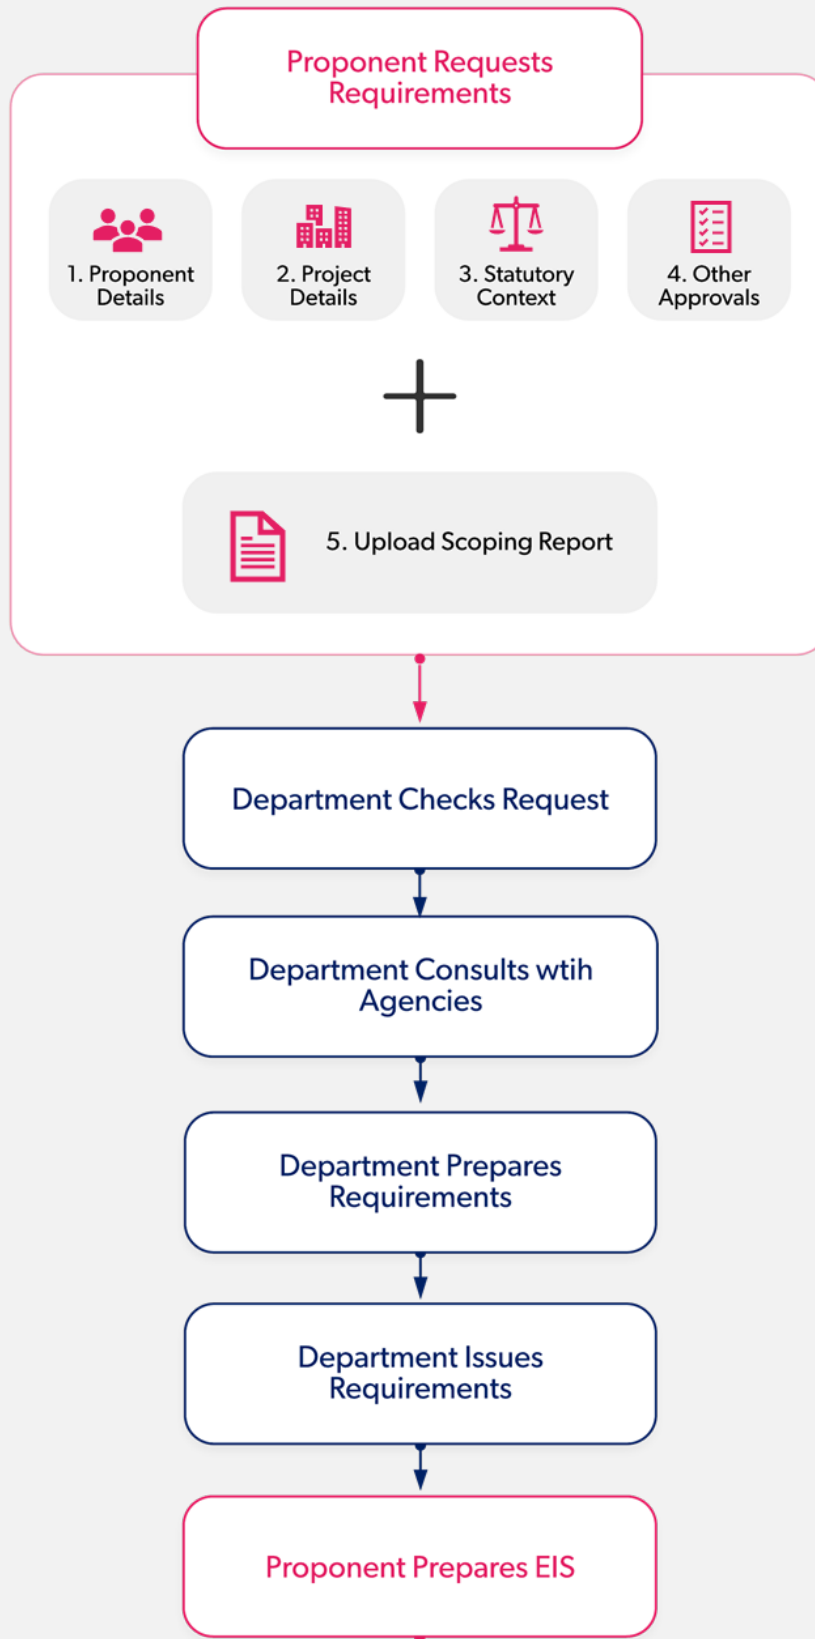 Proponent Requests
Requirements
1. Proponent
Details
2. Project
Details
3. Statutory
Context
4. Other
Approvals
5. Upload Scoping Report
Department Checks Request
Department Consults wtih
Agencies
Department Prepares
Requirements
Department Issues
Requirements
Proponent Prepares EIS